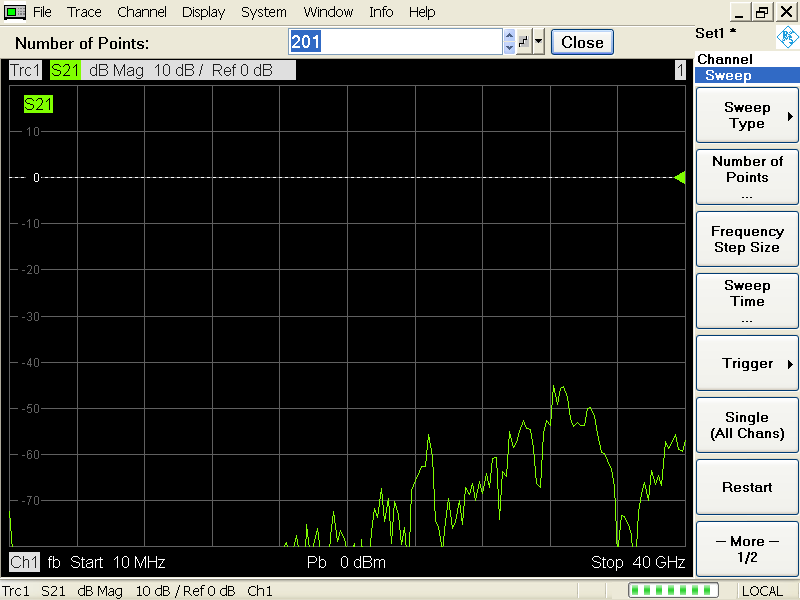 File Trace Channel Display System Window Info Help
Number of Points: 201 Close
Set1 *
R&S
Channel
Sweep
Trc1 S21 dB Mag 10 dB / Ref 0 dB 1
S21
10
0
-10
-20
-30
-40
-50
-60
-70
Sweep
Type
Number of
Points
...
Frequency
Step Size
Sweep
Time
...
Trigger
Single
(All Chans)
Restart
— More —
1/2
Ch1 fb Start 10 MHz Pb 0 dBm Stop 40 GHz
Trc1 S21 dB Mag 10 dB / Ref 0 dB Ch1 LOCAL